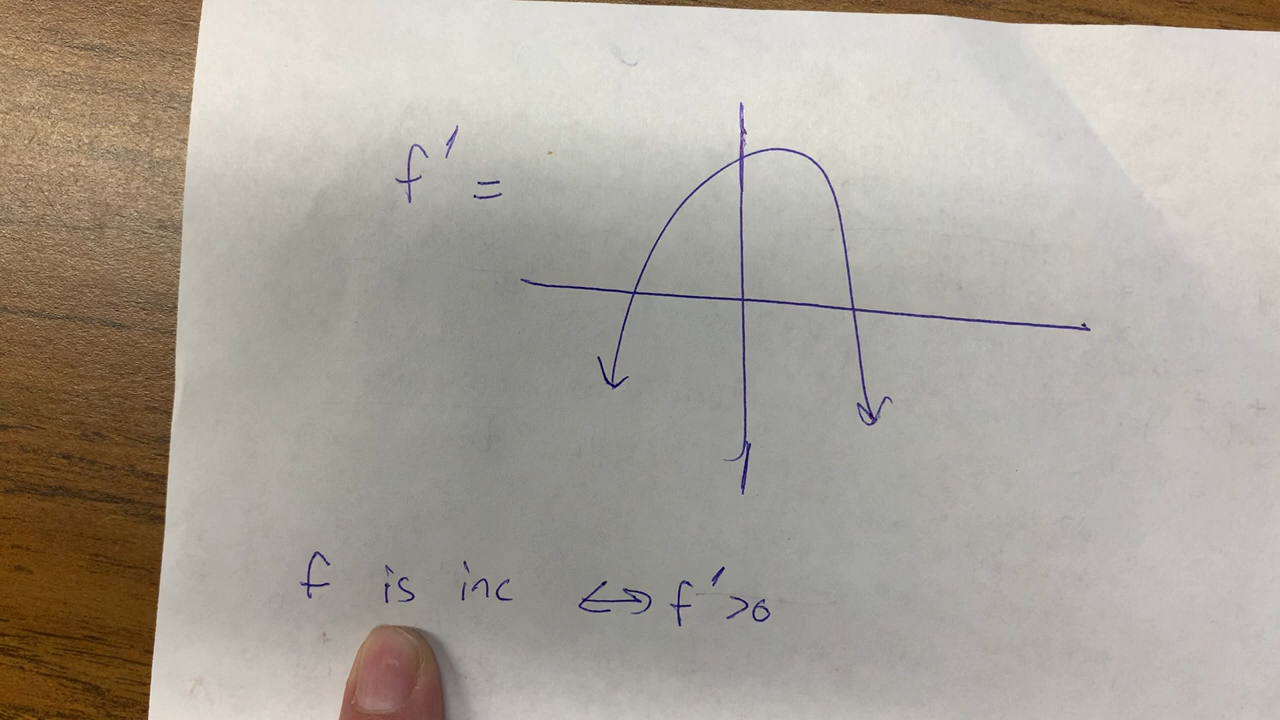 f' =
f is inc <=> f' >0